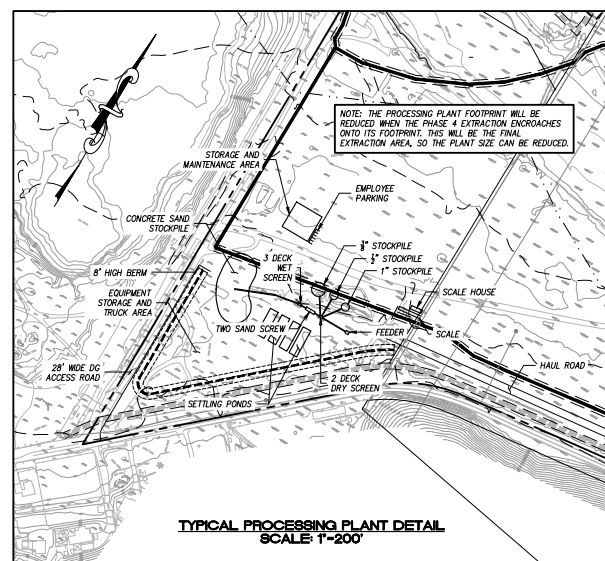 NOTE: THE PROCESSING PLANT FOOTPRINT WILL BE
REDUCED WHEN THE PHASE 4 EXTRACTION ENCROACHES
ONTO ITS FOOTPRINT. THIS WILL BE THE FINAL
EXTRACTION AREA, SO THE PLANT SIZE CAN BE REDUCED.
STORAGE AND
MAINTENANCE AREA
EMPLOYEE
PARKING
CONCRETE SAND
STOCKPILE
3 DECK
WET
SCREEN
⅜" STOCKPILE
½" STOCKPILE
1" STOCKPILE
8' HIGH BERM
EQUIPMENT
STORAGE AND
TRUCK AREA
SCALE HOUSE
TWO SAND SCREW
FEEDER
SCALE
28' WIDE DG
ACCESS ROAD
HAUL ROAD
2 DECK
DRY SCREEN
SETTLING PONDS
TYPICAL PROCESSING PLANT DETAIL
SCALE: 1"-200'